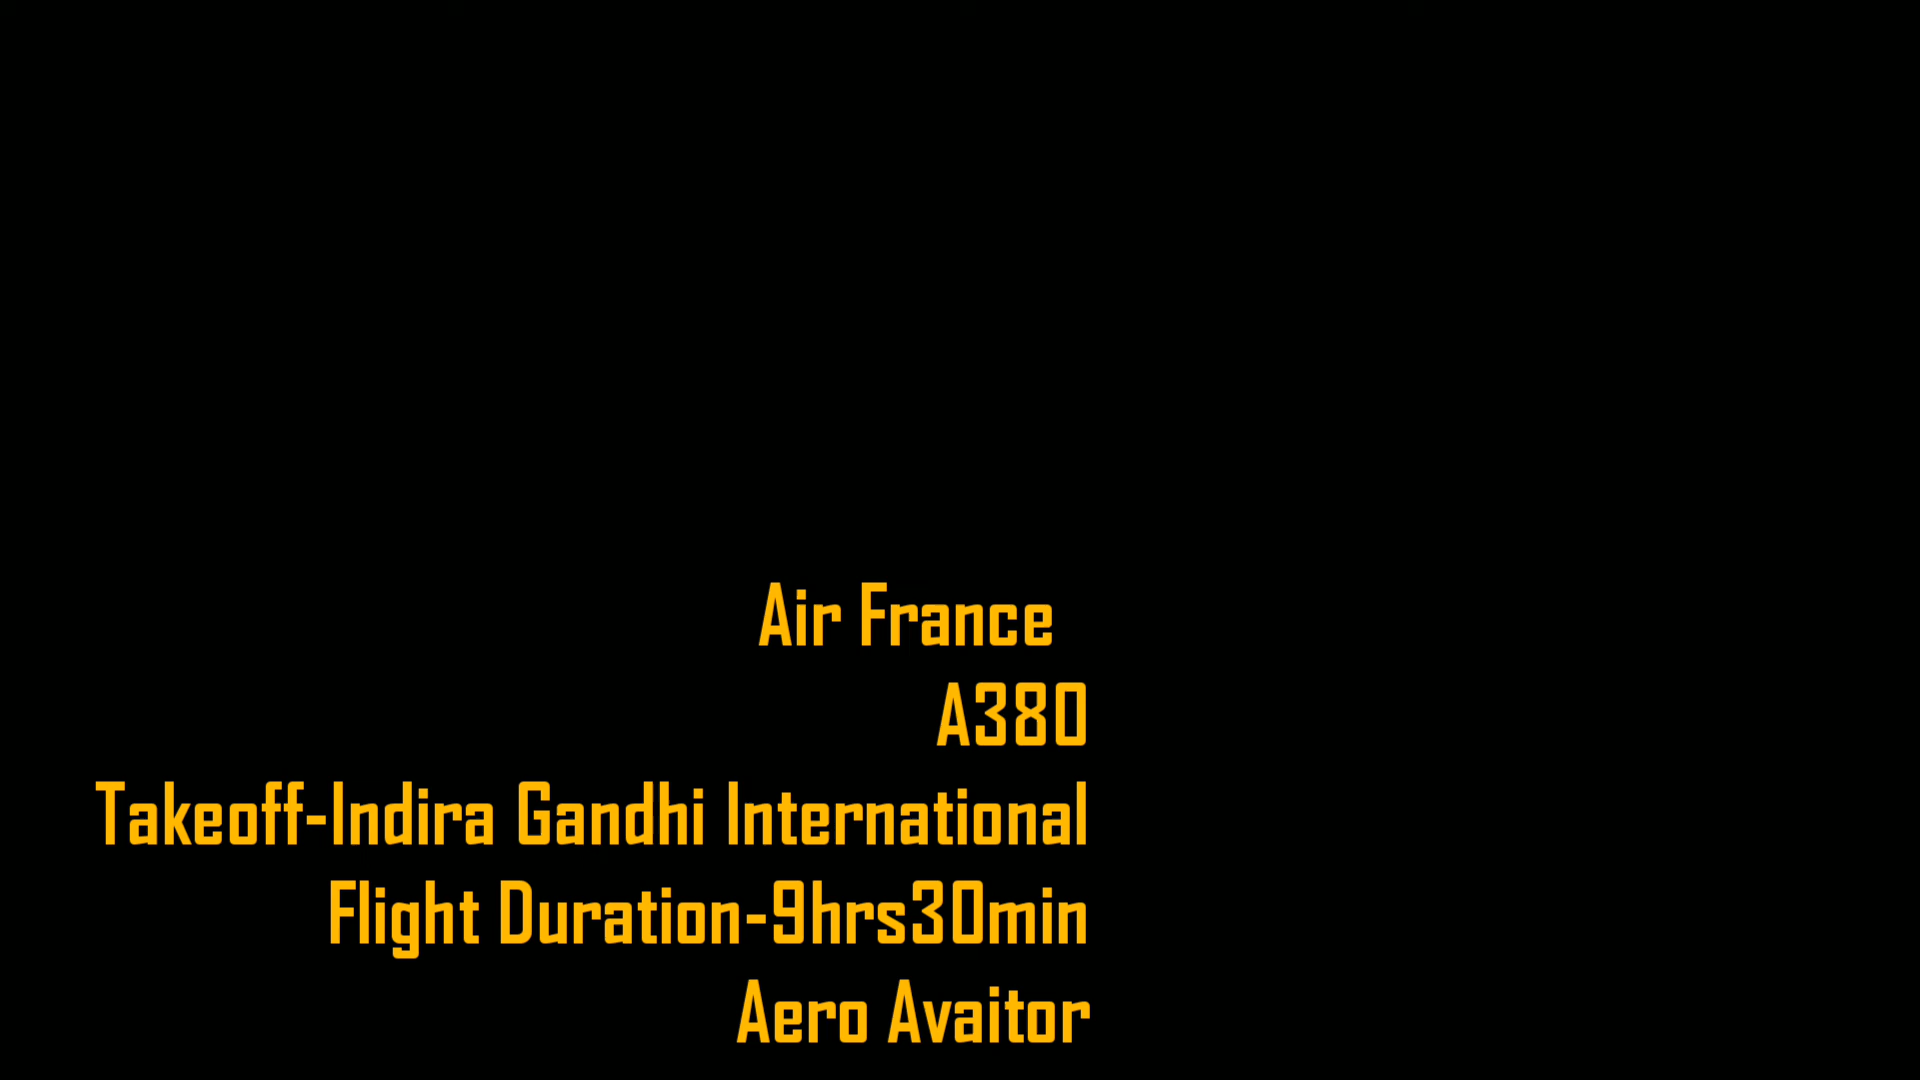 Air France
A380
Takeoff-Indira Gandhi International
Flight Duration-9hrs30min
Aero Avaitor